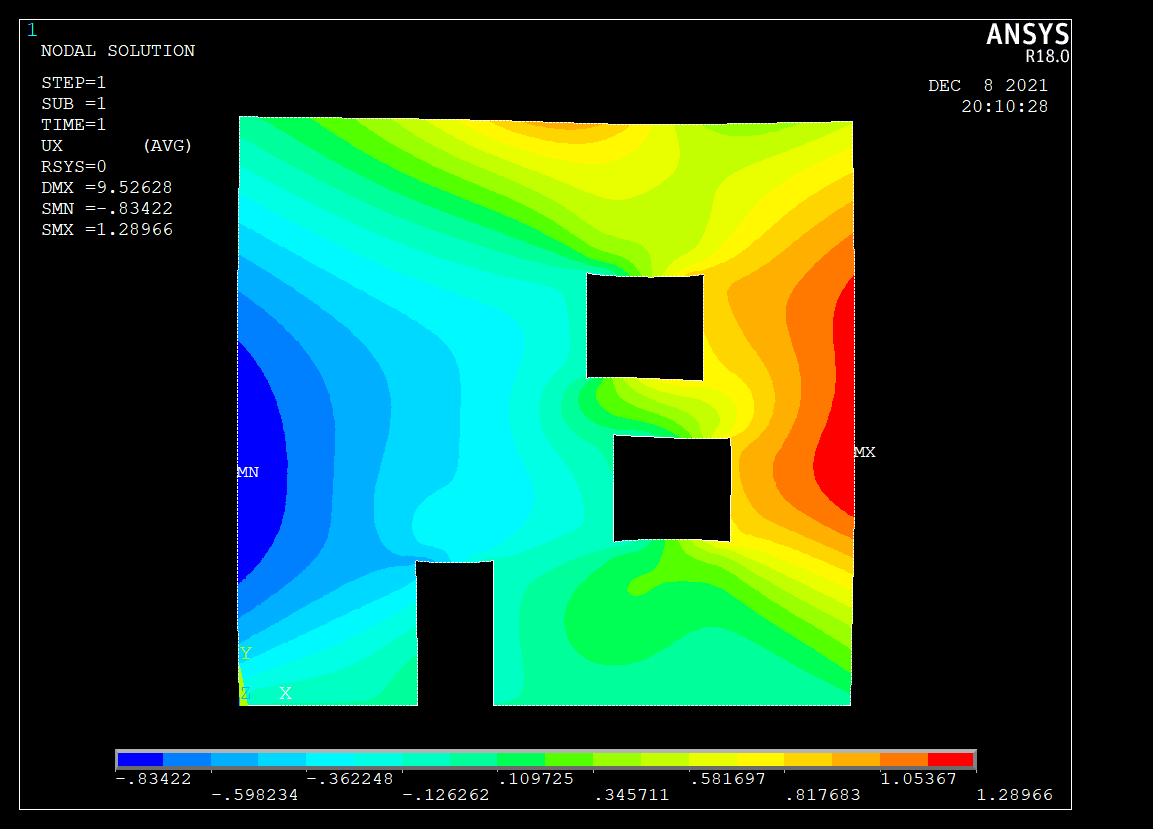 1
ANSYS
R18.0
NODAL SOLUTION
STEP=1
SUB =1
TIME=1
UX (AVG)
RSYS=0
DMX =9.52628
SMN =-.83422
SMX =1.28966
DEC 8 2021
20:10:28
MX
MN
Y
Z X
-.83422 -.362248 .109725 .581697 1.05367
-.598234 -.126262 .345711 .817683 1.28966